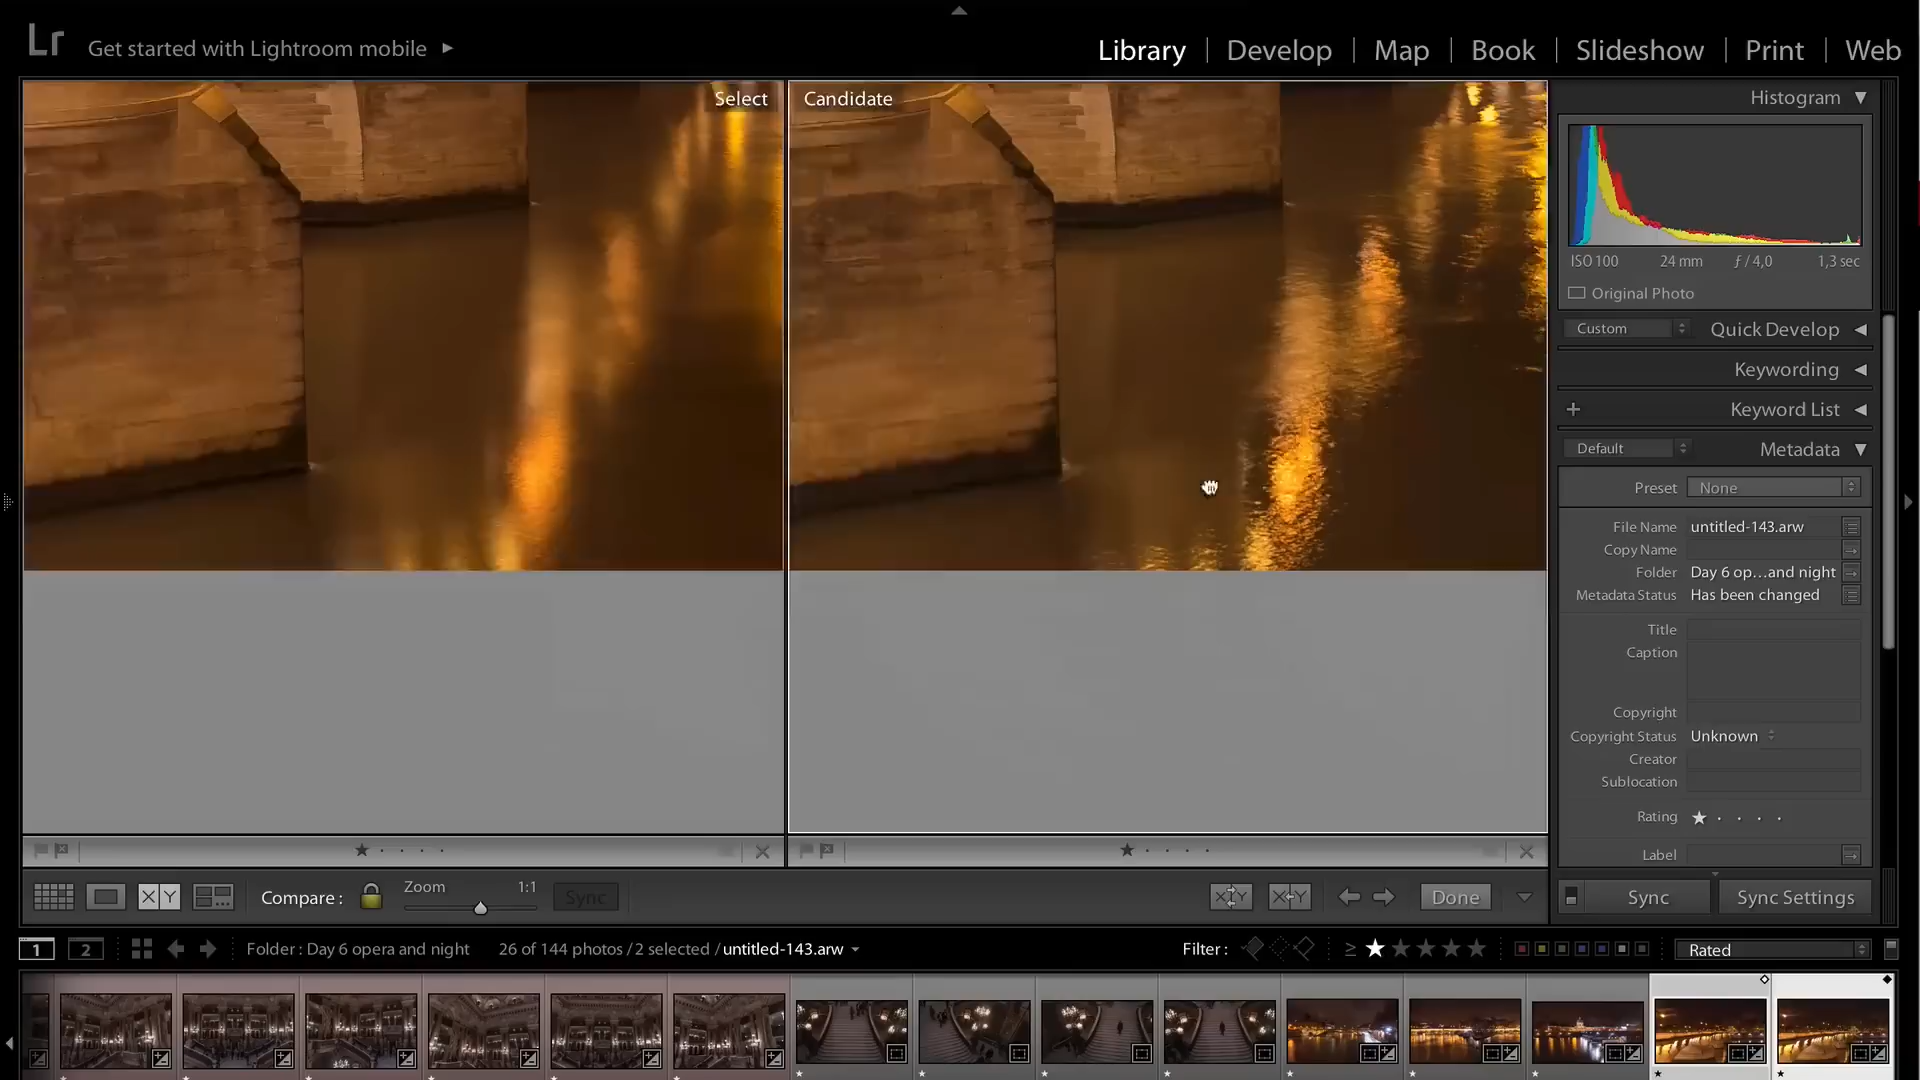 Lr Get started with Lightroom mobile
Library | Develop | Map | Book | Slideshow | Print | Web
Select
Candidate
Histogram
ISO 100 24 mm ƒ / 4,0 1,3 sec
Original Photo
Custom Quick Develop
Keywording
+ Keyword List
Default Metadata
Preset None
File Name untitled-143.arw
Copy Name
Folder Day 6 op…and night
Metadata Status Has been changed
Title
Caption
Copyright
Copyright Status Unknown
Creator
Sublocation
Rating
Label
Compare : Zoom 1:1 Sync
X Y
Done
Sync Sync Settings
1 2 Folder : Day 6 opera and night 26 of 144 photos / 2 selected / untitled-143.arw
Filter : ≥ Rated